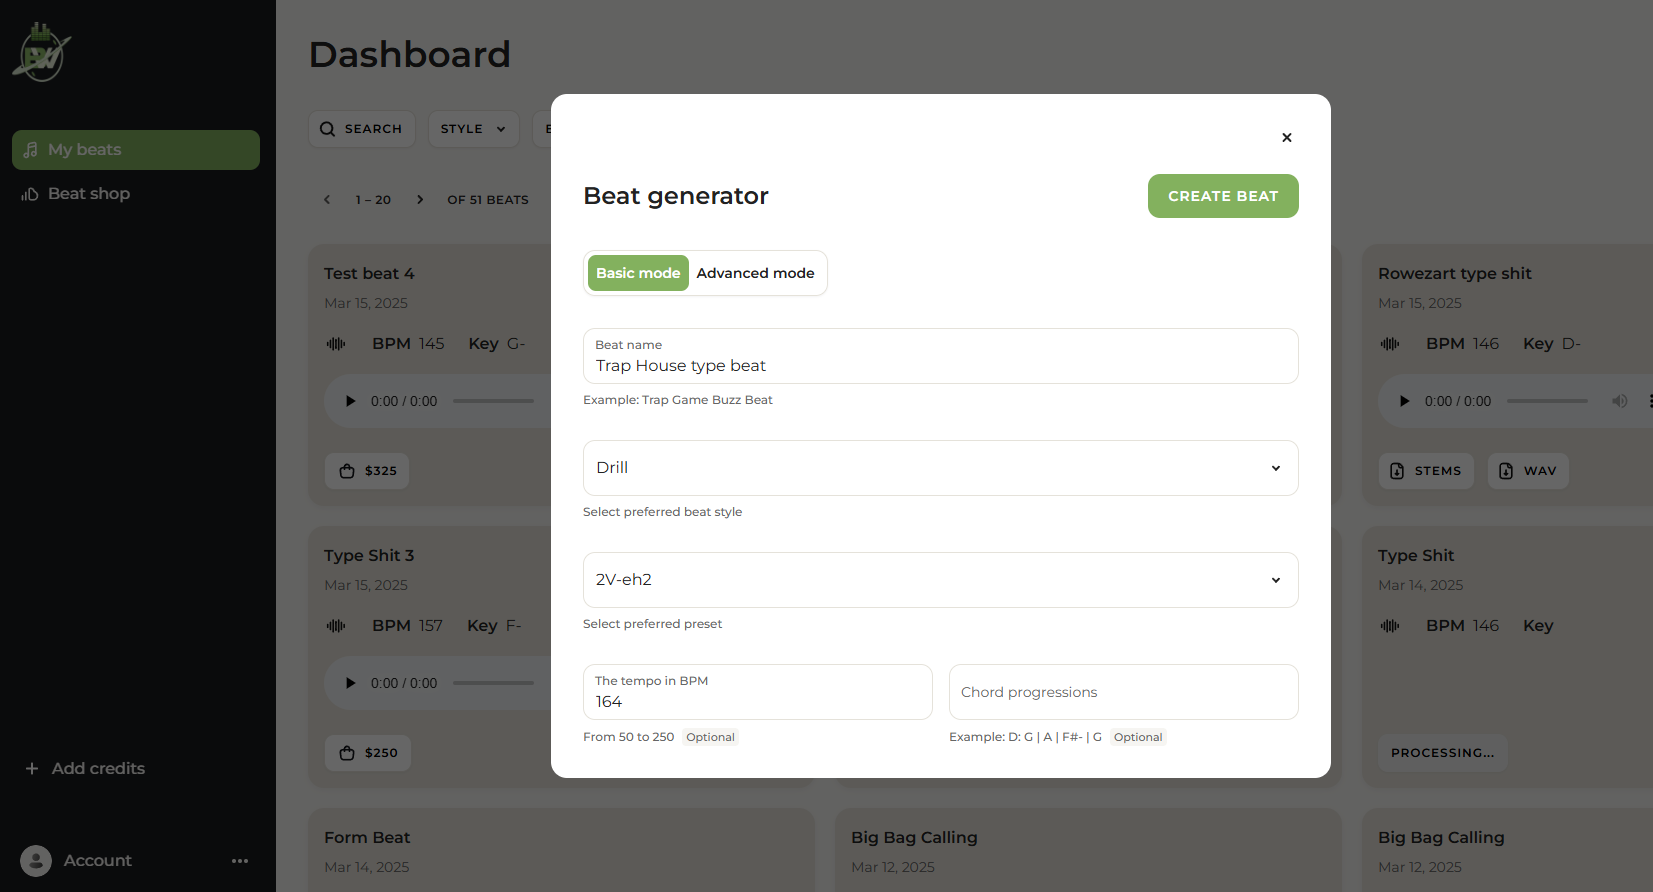 Dashboard
My beats
Beat shop
Add credits
Account
SEARCH
STYLE
1 – 20
OF 51 BEATS
Test beat 4
Mar 15, 2025
BPM 145 Key G-
0:00 / 0:00
$325
Type Shit 3
Mar 15, 2025
BPM 157 Key F-
0:00 / 0:00
$250
Form Beat
Mar 14, 2025
Beat generator
CREATE BEAT
Basic mode Advanced mode
Beat name
Trap House type beat
Example: Trap Game Buzz Beat
Drill
Select preferred beat style
2V-eh2
Select preferred preset
The tempo in BPM
164
From 50 to 250 Optional
Chord progressions
Example: D: G | A | F#- | G Optional
Big Bag Calling
Mar 12, 2025
Rowezart type shit
Mar 15, 2025
BPM 146 Key D-
0:00 / 0:00
STEMS WAV
Type Shit
Mar 14, 2025
BPM 146 Key
PROCESSING...
Big Bag Calling
Mar 12, 2025